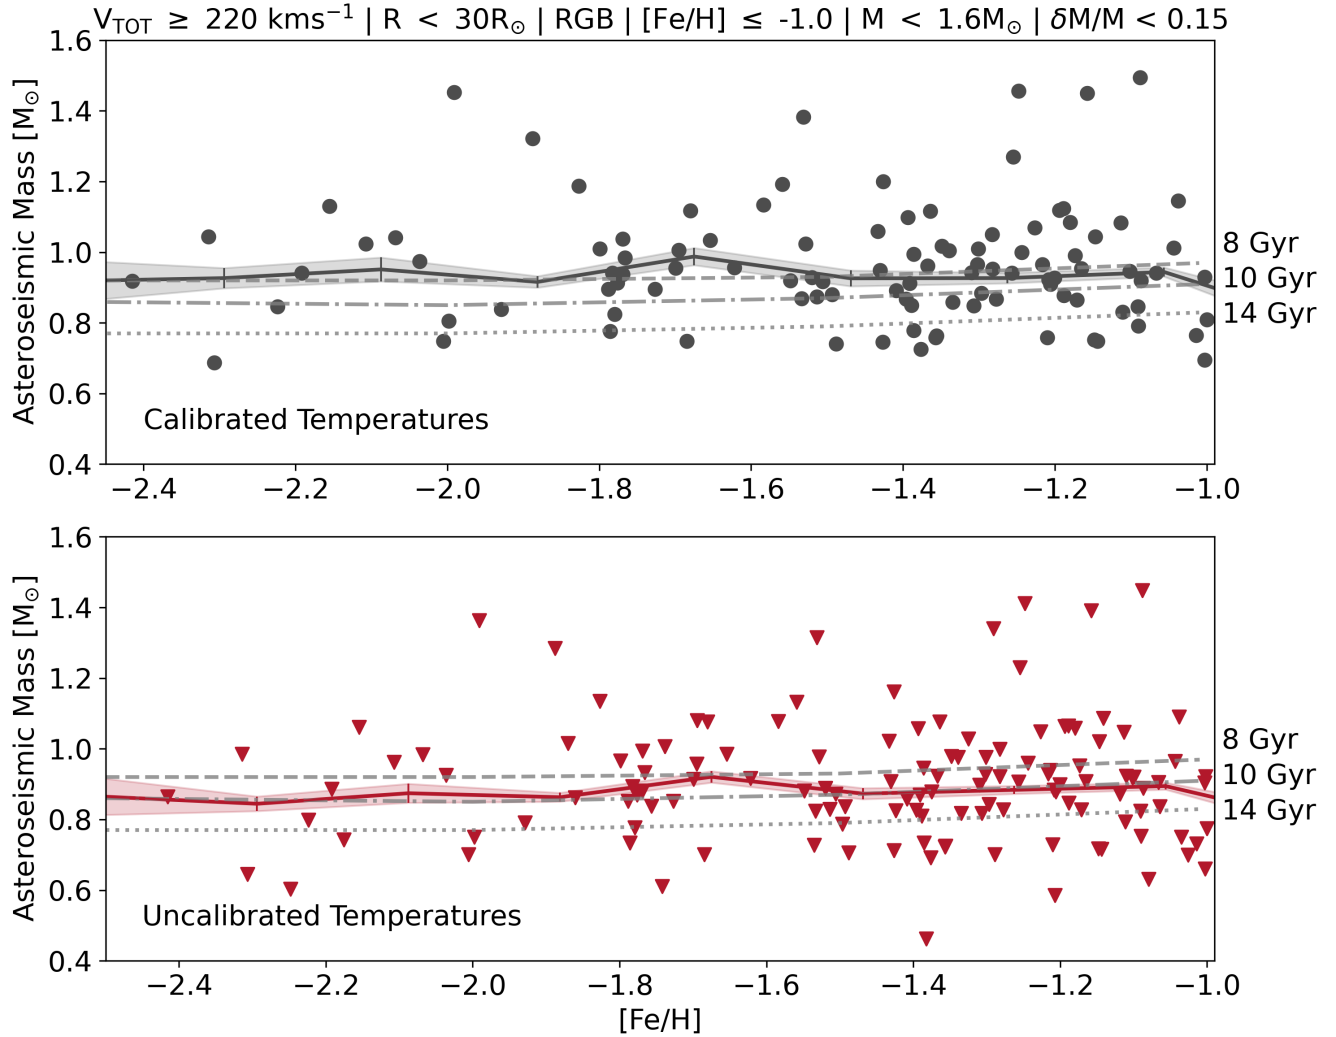 V_TOT ≥ 220 kms⁻¹ | R < 30R_⊙ | RGB | [Fe/H] ≤ -1.0 | M < 1.6M_⊙ | δM/M < 0.15
Asteroseismic Mass [M_⊙]
1.6
1.4
1.2
1.0
0.8
0.6
0.4
8 Gyr
10 Gyr
14 Gyr
Calibrated Temperatures
−2.4 −2.2 −2.0 −1.8 −1.6 −1.4 −1.2 −1.0
Asteroseismic Mass [M_⊙]
1.6
1.4
1.2
1.0
0.8
0.6
0.4
8 Gyr
10 Gyr
14 Gyr
Uncalibrated Temperatures
−2.4 −2.2 −2.0 −1.8 −1.6 −1.4 −1.2 −1.0
[Fe/H]